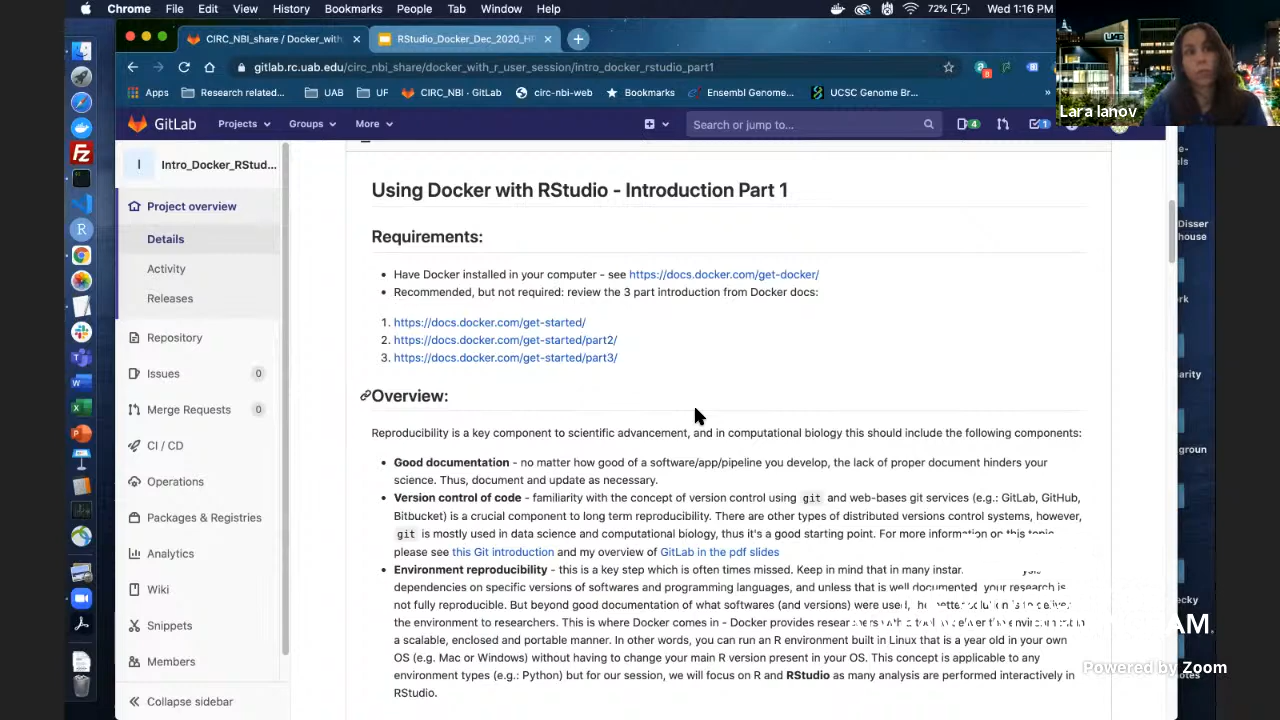 Chrome File Edit View History Bookmarks People Tab Window Help 72% Wed 1:16 PM
CIRC_NBI_share / Docker_with_ RStudio_Docker_Dec_2020_HP
gitlab.rc.uab.edu/circ_nbi_share with_r_user_session/intro_docker_rstudio_part1
Apps Research related... UAB UF CIRC_NBI · GitLab circ-nbi-web Bookmarks Ensembl Genome... UCSC Genome Br... »
UAB
Lara Ianov
GitLab Projects Groups More Search or jump to... 4 1
I Intro_Docker_RStud...
Project overview
Details
Activity
Releases
Repository
Issues 0
Merge Requests 0
CI / CD
Operations
Packages & Registries
Analytics
Wiki
Snippets
Members
Collapse sidebar
Using Docker with RStudio - Introduction Part 1
Requirements:
• Have Docker installed in your computer - see https://docs.docker.com/get-docker/
• Recommended, but not required: review the 3 part introduction from Docker docs:
1. https://docs.docker.com/get-started/
2. https://docs.docker.com/get-started/part2/
3. https://docs.docker.com/get-started/part3/
Overview:
Reproducibility is a key component to scientific advancement, and in computational biology this should include the following components:
• Good documentation - no matter how good of a software/app/pipeline you develop, the lack of proper document hinders your
science. Thus, document and update as necessary.
• Version control of code - familiarity with the concept of version control using git and web-bases git services (e.g.: GitLab, GitHub,
Bitbucket) is a crucial component to long term reproducibility. There are other types of distributed versions control systems, however,
git is mostly used in data science and computational biology, thus it's a good starting point. For more information on this topic
please see this Git introduction and my overview of GitLab in the pdf slides
• Environment reproducibility - this is a key step which is often times missed. Keep in mind that in many
dependencies on specific versions of softwares and programming languages, and unless that is well documented your research is
not fully reproducible. But beyond good documentation of what softwares (and versions) were used, solution is
the environment to researchers. This is where Docker comes in - Docker provides
a scalable, enclosed and portable manner. In other words, you can run an R environment built in Linux that is a year old in your own
OS (e.g. Mac or Windows) without having to change your main R version present in your OS. This concept is applicable to any
environment types (e.g.: Python) but for our session, we will focus on R and RStudio as many analysis are performed interactively in
RStudio.
Disser
house
Powered by Zoom